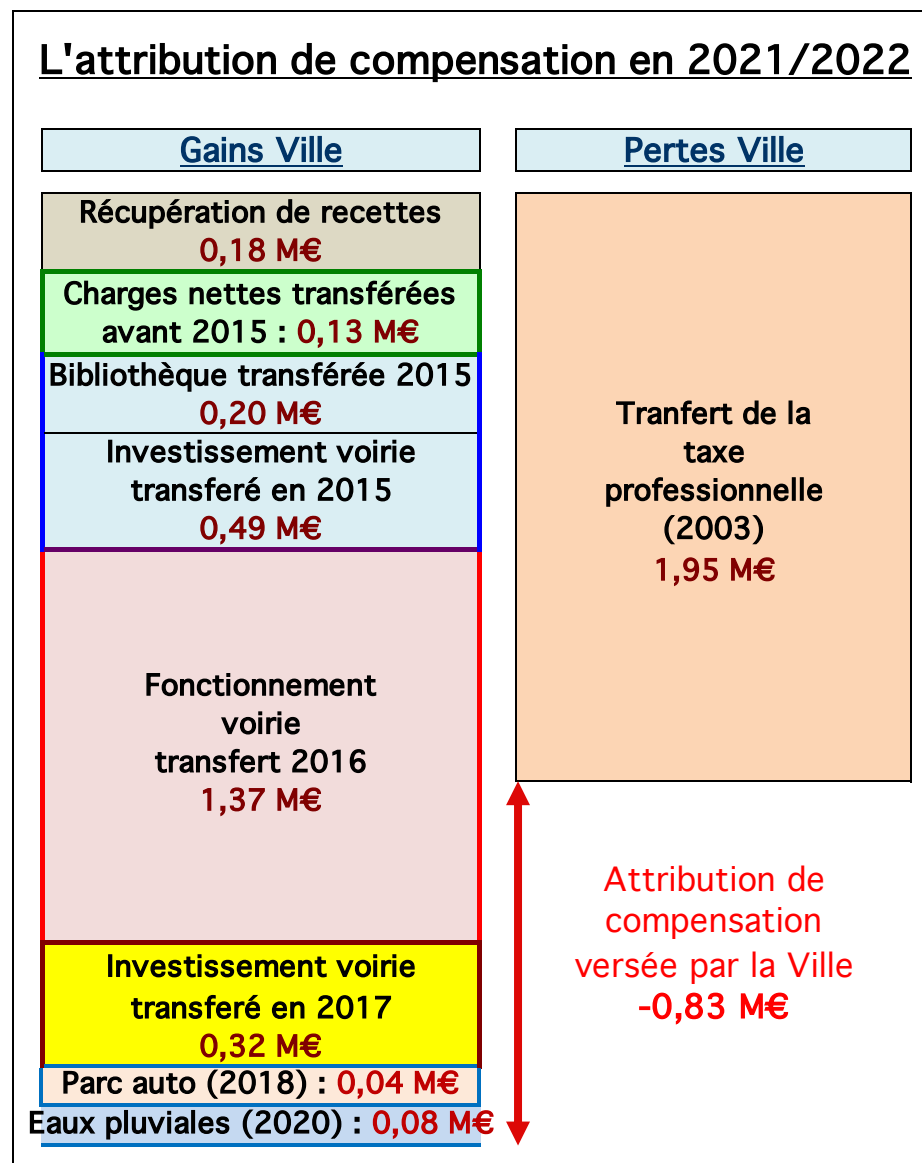 L'attribution de compensation en 2021/2022
Gains Ville
Pertes Ville
Récupération de recettes
0,18 M€
Charges nettes transférées
avant 2015 : 0,13 M€
Bibliothèque transférée 2015
0,20 M€
Investissement voirie
transferé en 2015
0,49 M€
Fonctionnement
voirie
transfert 2016
1,37 M€
Investissement voirie
transferé en 2017
0,32 M€
Parc auto (2018) : 0,04 M€
Eaux pluviales (2020) : 0,08 M€
Tranfert de la
taxe
professionnelle
(2003)
1,95 M€
Attribution de
compensation
versée par la Ville
-0,83 M€